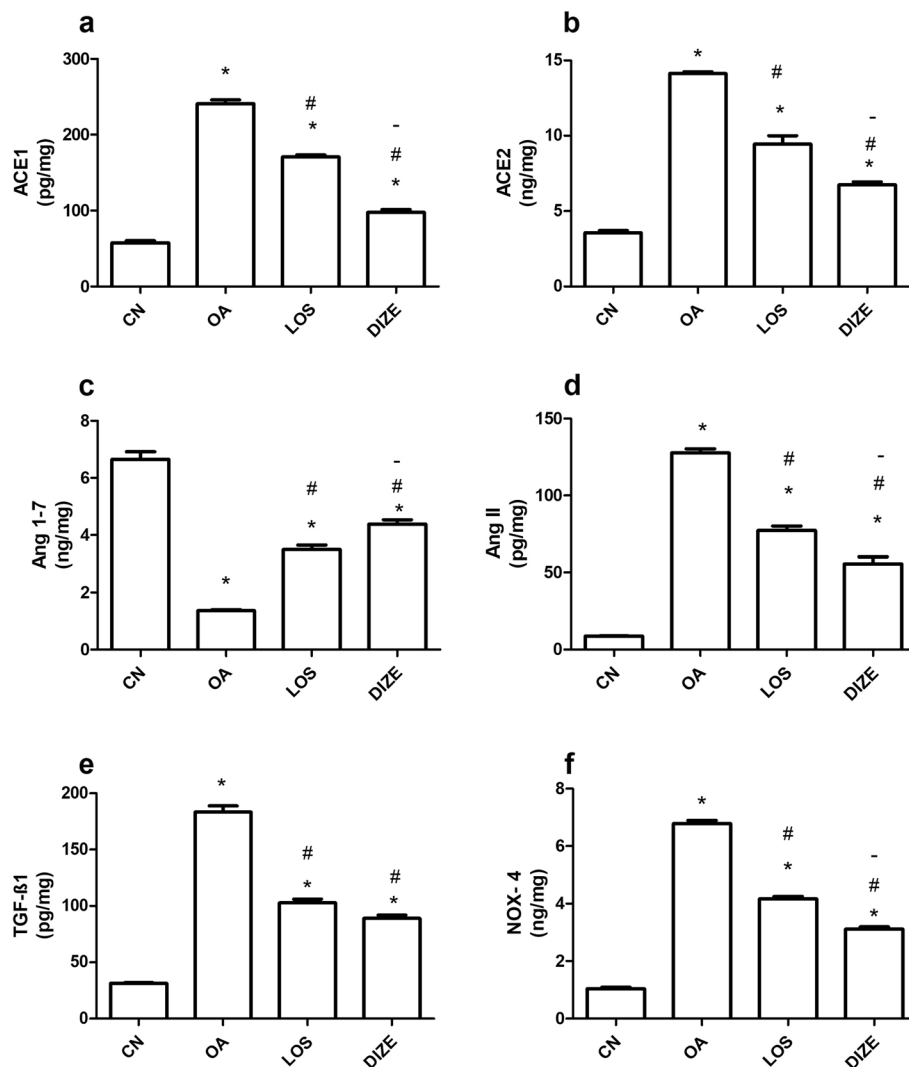 a
ACE1
(pg/mg)
300
200
100
0
*
#
*
-
#
*
CN
OA
LOS
DIZE
b
ACE2
(ng/mg)
15
10
5
0
*
#
*
-
#
*
CN
OA
LOS
DIZE
c
Ang 1-7
(ng/mg)
8
6
4
2
0
*
#
*
-
#
*
CN
OA
LOS
DIZE
d
Ang II
(pg/mg)
150
100
50
0
*
#
*
-
#
*
CN
OA
LOS
DIZE
e
TGF-ß1
(pg/mg)
200
150
100
50
0
*
#
*
#
*
CN
OA
LOS
DIZE
f
NOX- 4
(ng/mg)
8
6
4
2
0
*
#
*
-
#
*
CN
OA
LOS
DIZE